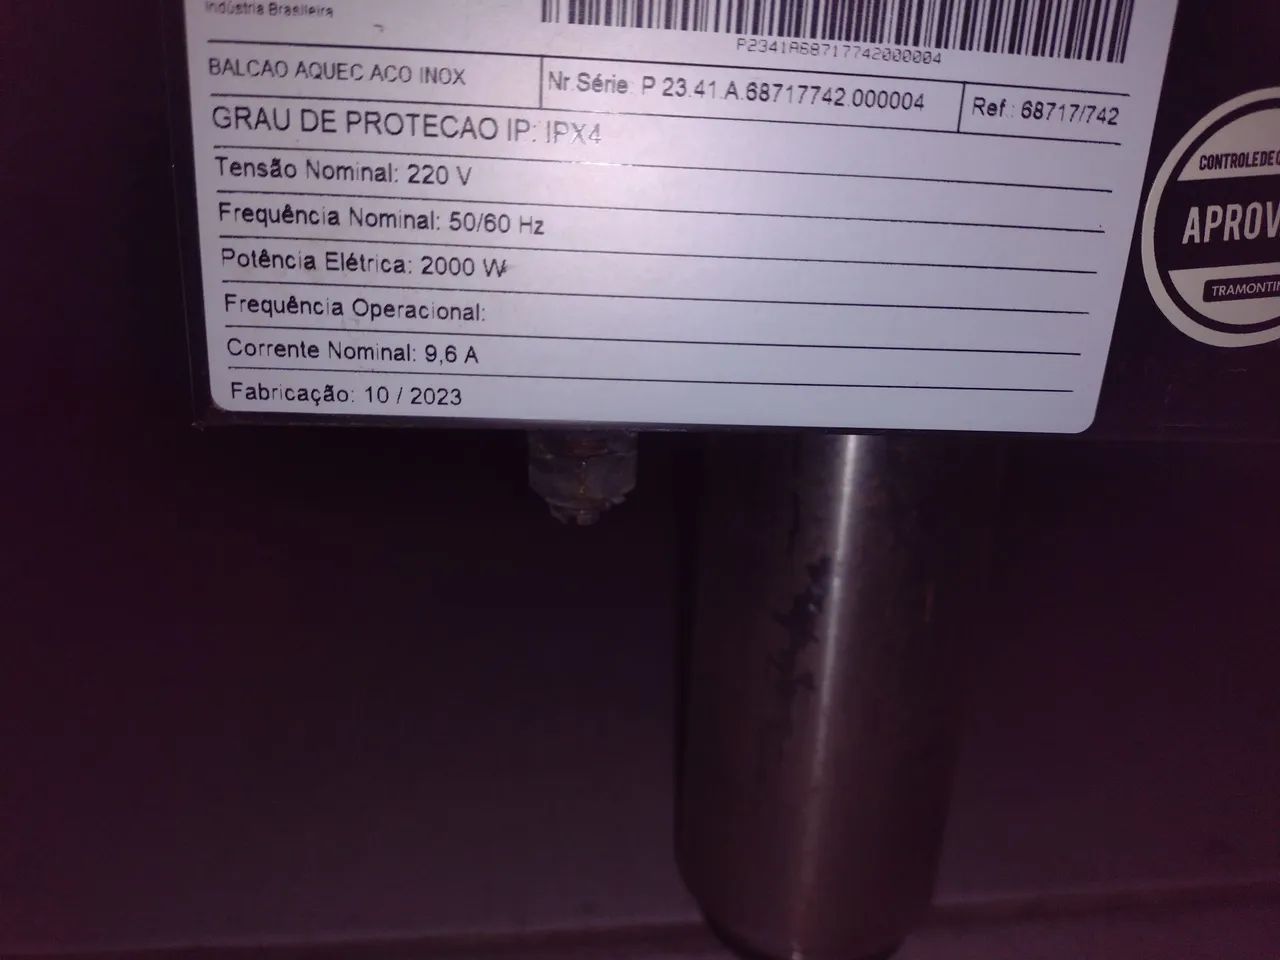 Indústria Brasileira
P2341A68717742000004
BALCAO AQUEC ACO INOX
Nr.Série: P 23.41.A.68717742.000004
Ref.: 68717/742
GRAU DE PROTECAO IP: IPX4
Tensão Nominal: 220 V
Frequência Nominal: 50/60 Hz
Potência Elétrica: 2000 W
Frequência Operacional:
Corrente Nominal: 9,6 A
Fabricação: 10 / 2023
CONTROLE DE
APROV
TRAMONTIN